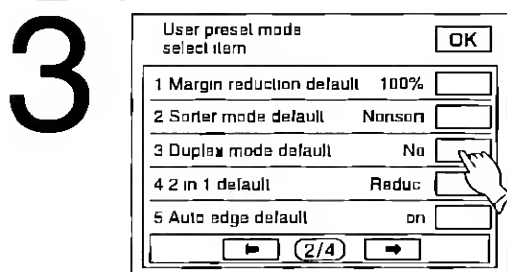 3
User preset mode
select item
OK
1 Margin reduction default 100%
2 Sorter mode default Nonsort
3 Duplex mode default No
4 2 in 1 default Reduc
5 Auto edge default on
2/4